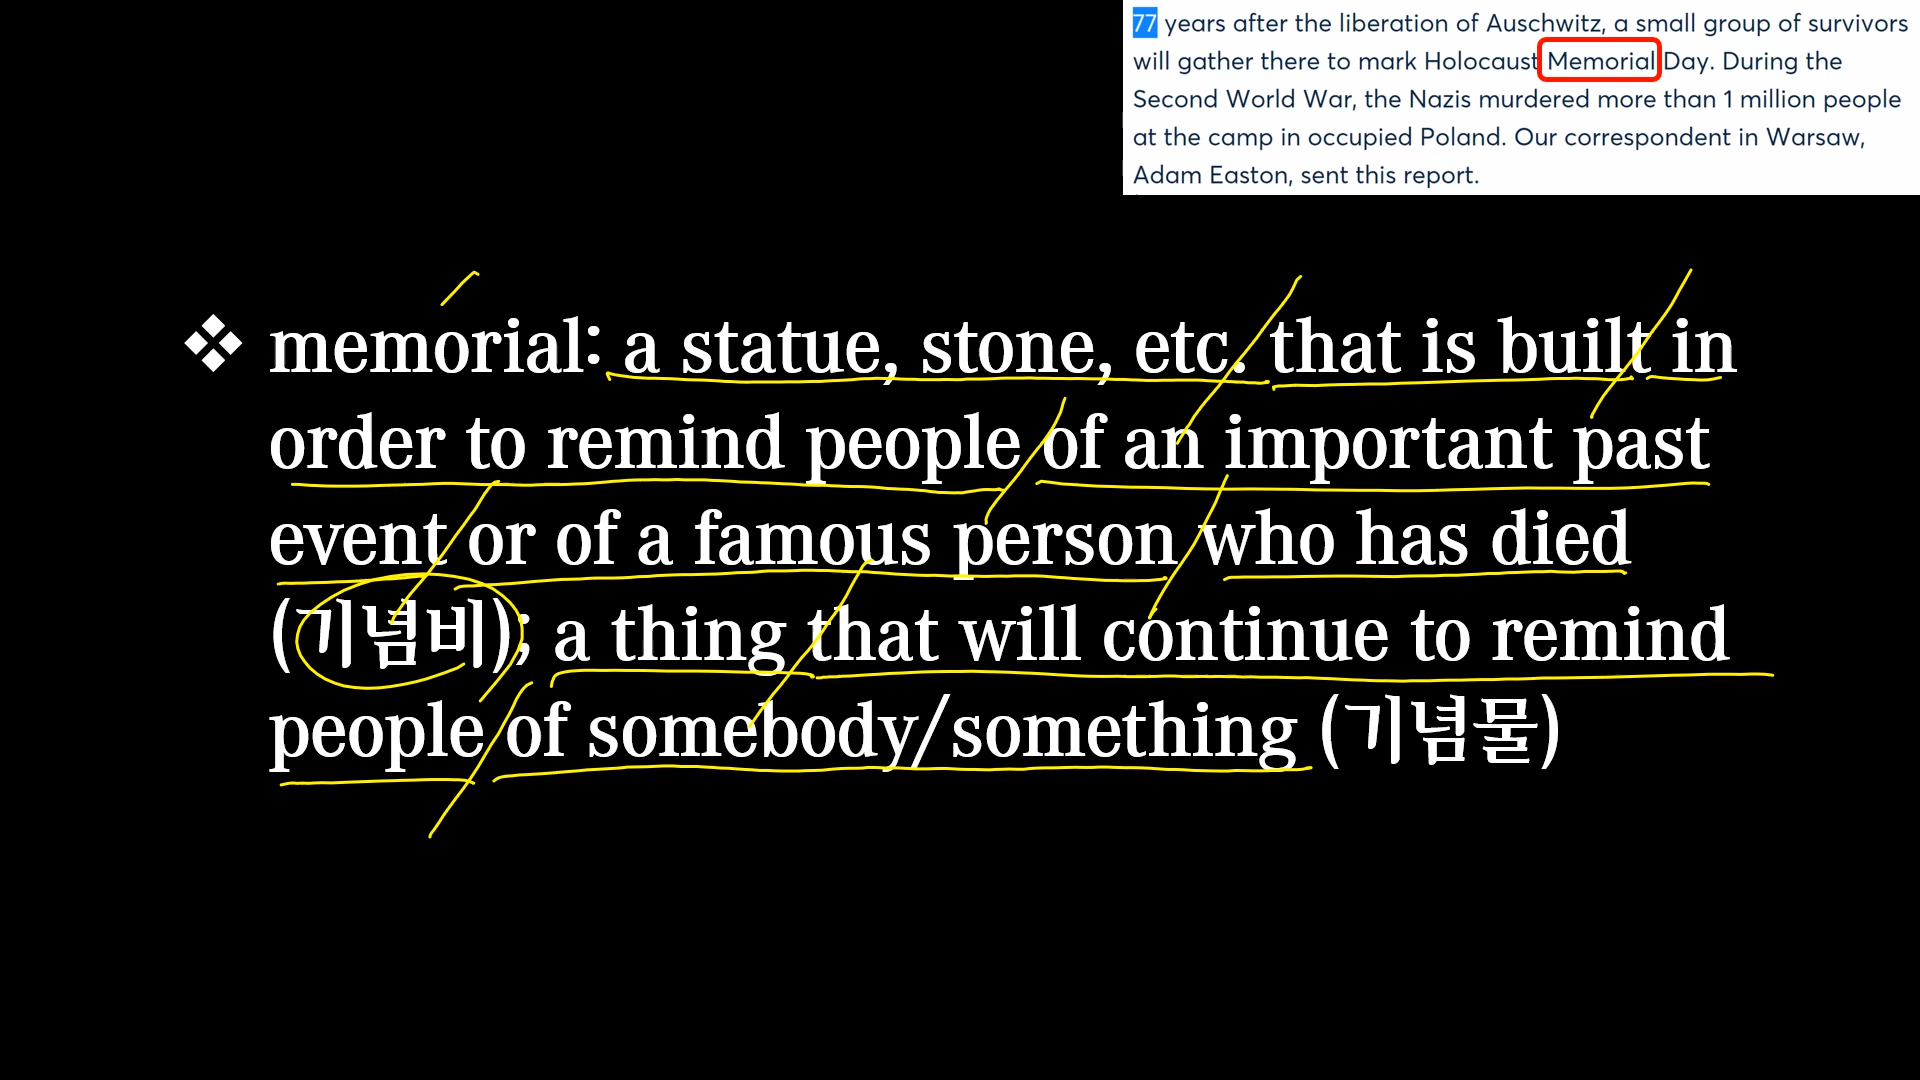 77 years after the liberation of Auschwitz, a small group of survivors
will gather there to mark Holocaust Memorial Day. During the
Second World War, the Nazis murdered more than 1 million people
at the camp in occupied Poland. Our correspondent in Warsaw,
Adam Easton, sent this report.
❖ memorial: a statue, stone, etc. that is built in
order to remind people of an important past
event or of a famous person who has died
(기념비); a thing that will continue to remind
people of somebody/something (기념물)